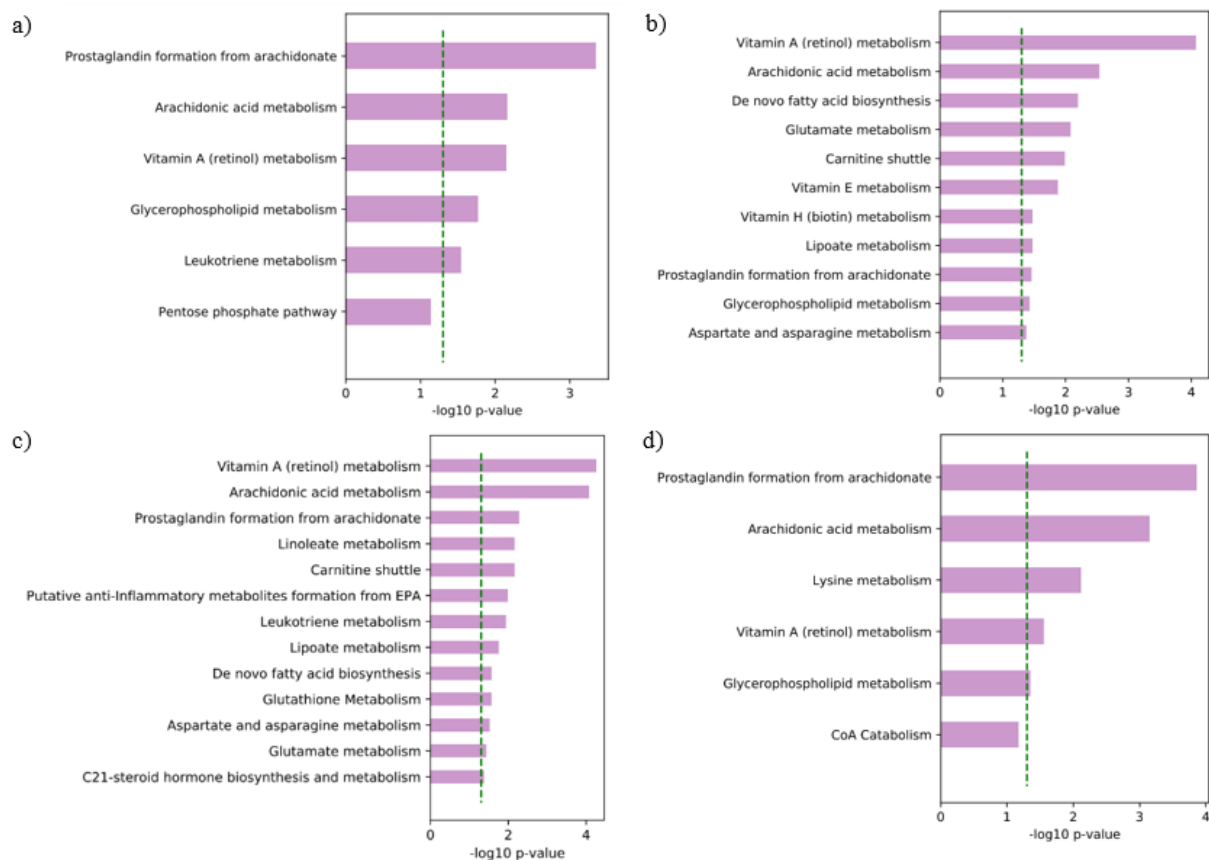 a)
Prostaglandin formation from arachidonate
Arachidonic acid metabolism
Vitamin A (retinol) metabolism
Glycerophospholipid metabolism
Leukotriene metabolism
Pentose phosphate pathway
0 1 2 3
-log10 p-value
b)
Vitamin A (retinol) metabolism
Arachidonic acid metabolism
De novo fatty acid biosynthesis
Glutamate metabolism
Carnitine shuttle
Vitamin E metabolism
Vitamin H (biotin) metabolism
Lipoate metabolism
Prostaglandin formation from arachidonate
Glycerophospholipid metabolism
Aspartate and asparagine metabolism
0 1 2 3 4
-log10 p-value
c)
Vitamin A (retinol) metabolism
Arachidonic acid metabolism
Prostaglandin formation from arachidonate
Linoleate metabolism
Carnitine shuttle
Putative anti-Inflammatory metabolites formation from EPA
Leukotriene metabolism
Lipoate metabolism
De novo fatty acid biosynthesis
Glutathione Metabolism
Aspartate and asparagine metabolism
Glutamate metabolism
C21-steroid hormone biosynthesis and metabolism
0 2 4
-log10 p-value
d)
Prostaglandin formation from arachidonate
Arachidonic acid metabolism
Lysine metabolism
Vitamin A (retinol) metabolism
Glycerophospholipid metabolism
CoA Catabolism
0 1 2 3 4
-log10 p-value